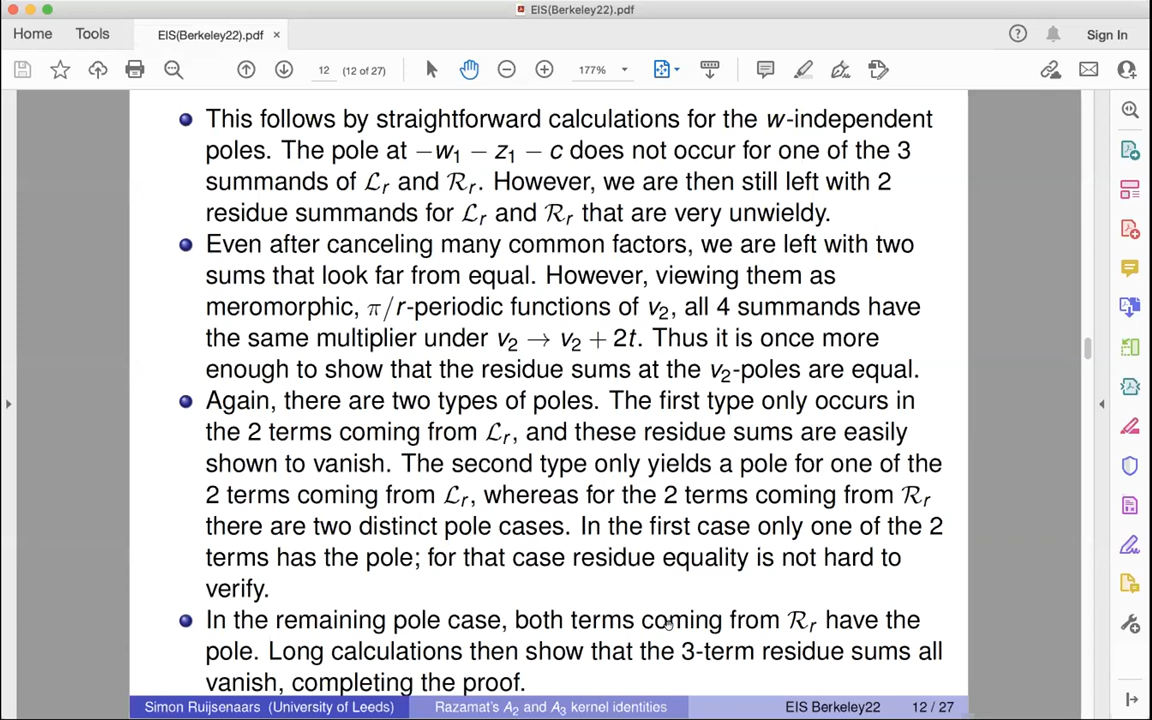 EIS(Berkeley22).pdf
Home Tools EIS(Berkeley22).pdf × Sign In
12 (12 of 27) 177%
This follows by straightforward calculations for the w-independent
poles. The pole at −w₁ − z₁ − c does not occur for one of the 3
summands of ℒᵣ and ℛᵣ. However, we are then still left with 2
residue summands for ℒᵣ and ℛᵣ that are very unwieldy.
Even after canceling many common factors, we are left with two
sums that look far from equal. However, viewing them as
meromorphic, π/r-periodic functions of v₂, all 4 summands have
the same multiplier under v₂ → v₂ + 2t. Thus it is once more
enough to show that the residue sums at the v₂-poles are equal.
Again, there are two types of poles. The first type only occurs in
the 2 terms coming from ℒᵣ, and these residue sums are easily
shown to vanish. The second type only yields a pole for one of the
2 terms coming from ℒᵣ, whereas for the 2 terms coming from ℛᵣ
there are two distinct pole cases. In the first case only one of the 2
terms has the pole; for that case residue equality is not hard to
verify.
In the remaining pole case, both terms coming from ℛᵣ have the
pole. Long calculations then show that the 3-term residue sums all
vanish, completing the proof.
Simon Ruijsenaars (University of Leeds) Razamat's A₂ and A₃ kernel identities EIS Berkeley22 12 / 27